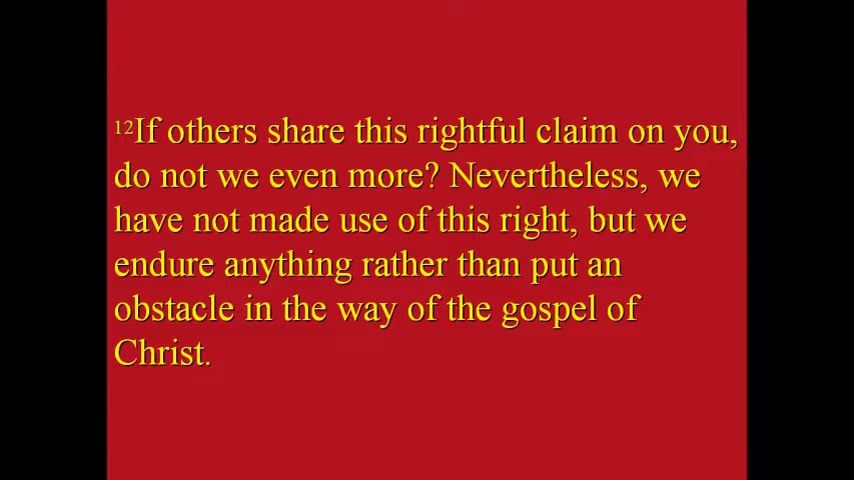 12If others share this rightful claim on you,
do not we even more? Nevertheless, we
have not made use of this right, but we
endure anything rather than put an
obstacle in the way of the gospel of
Christ.